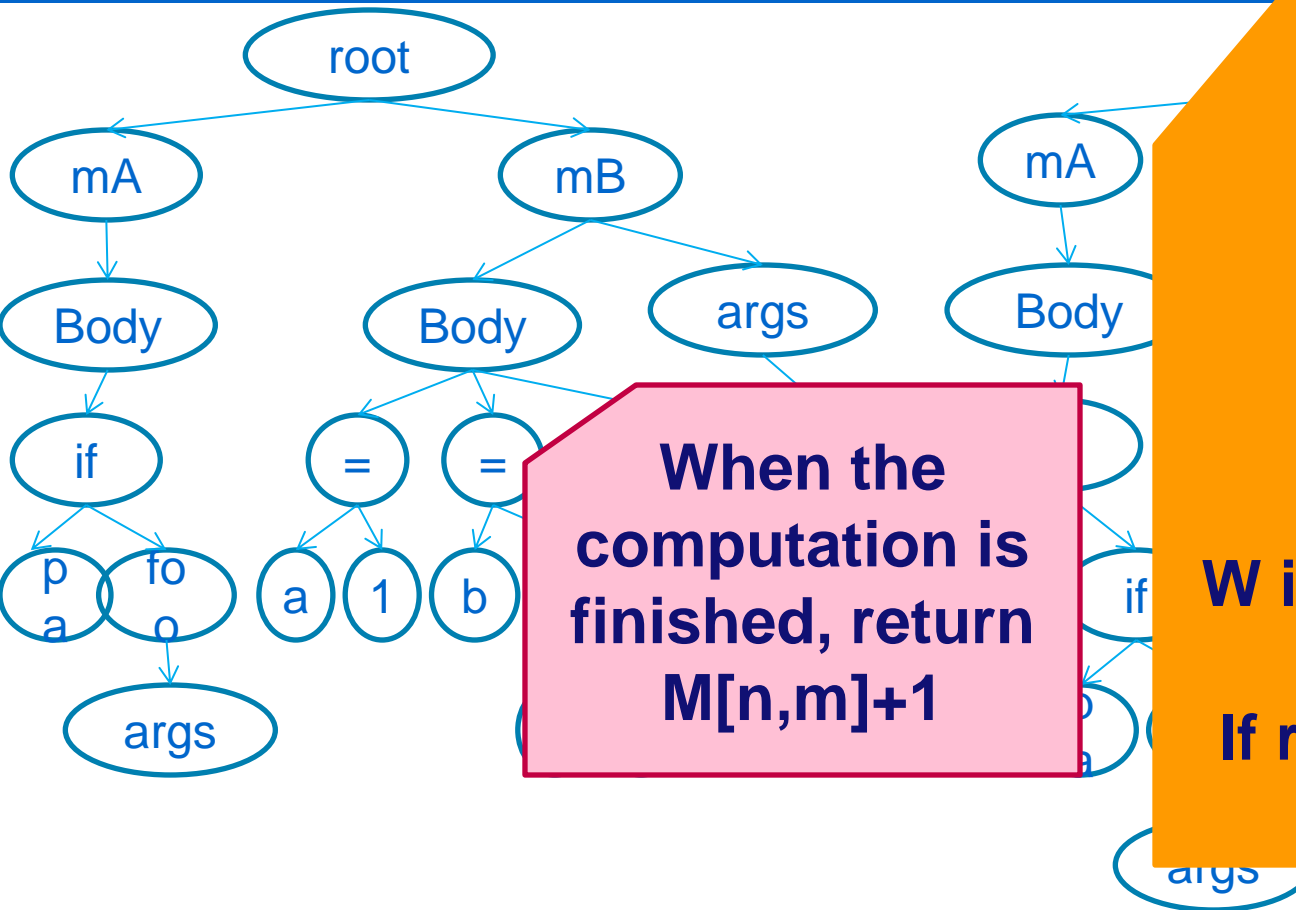 root
mA
mB
mA
Body
Body
args
Body
if
=
=
p
a
fo
o
a
1
b
if
args
When the
computation is
finished, return
M[n,m]+1
W i
If
args